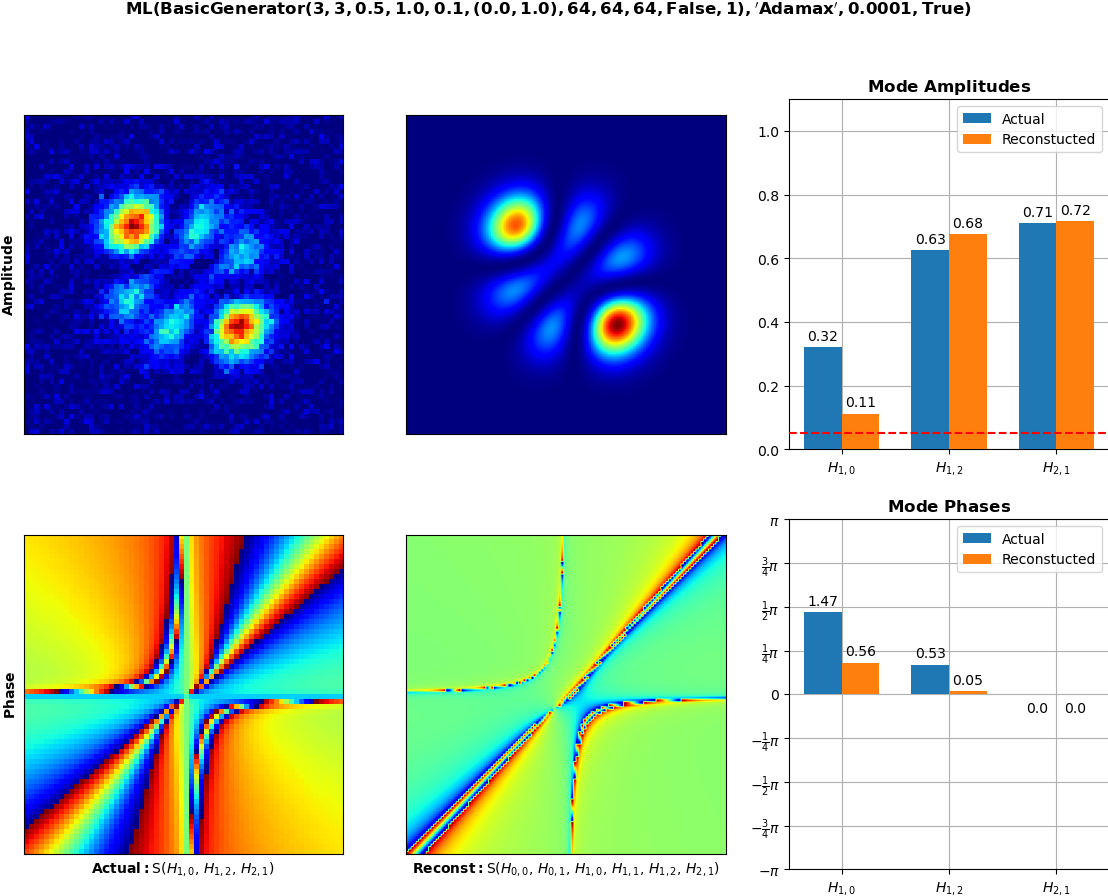 ML(BasicGenerator(3, 3, 0.5, 1.0, 0.1, (0.0, 1.0), 64, 64, 64, False, 1), ′Adamax′, 0.0001, True)
Mode Amplitudes
Actual
Reconstucted
1.0
0.8
0.6
0.4
0.2
0.0
0.32
0.11
0.63
0.68
0.71
0.72
H1,0
H1,2
H2,1
Amplitude
Mode Phases
Actual
Reconstucted
π
3/4π
1/2π
1/4π
0
−1/4π
−1/2π
−3/4π
−π
1.47
0.56
0.53
0.05
0.0
0.0
H1,0
H1,2
H2,1
Phase
Actual: S(H1,0, H1,2, H2,1)
Reconst: S(H0,0, H0,1, H1,0, H1,1, H1,2, H2,1)